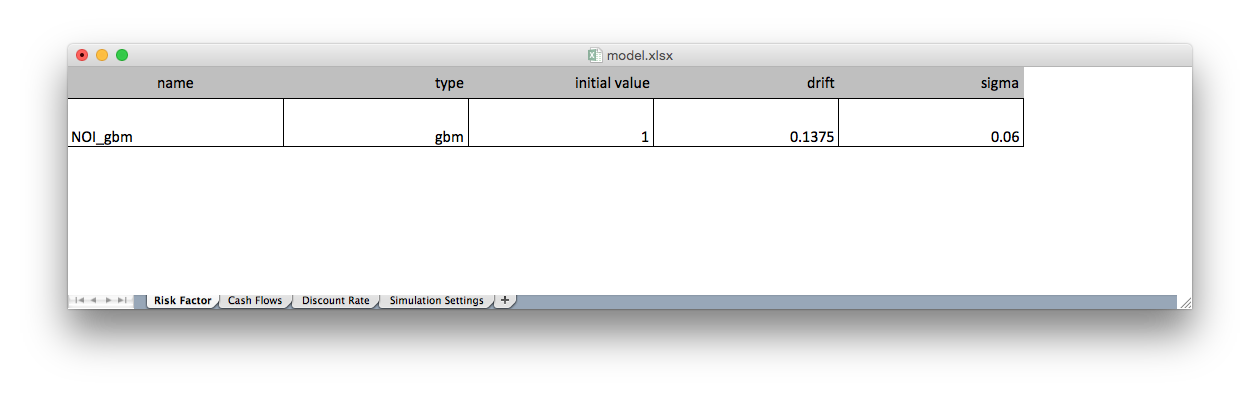 model.xlsx
name type initial value drift sigma
NOI_gbm gbm 1 0.1375 0.06
Risk Factor Cash Flows Discount Rate Simulation Settings +